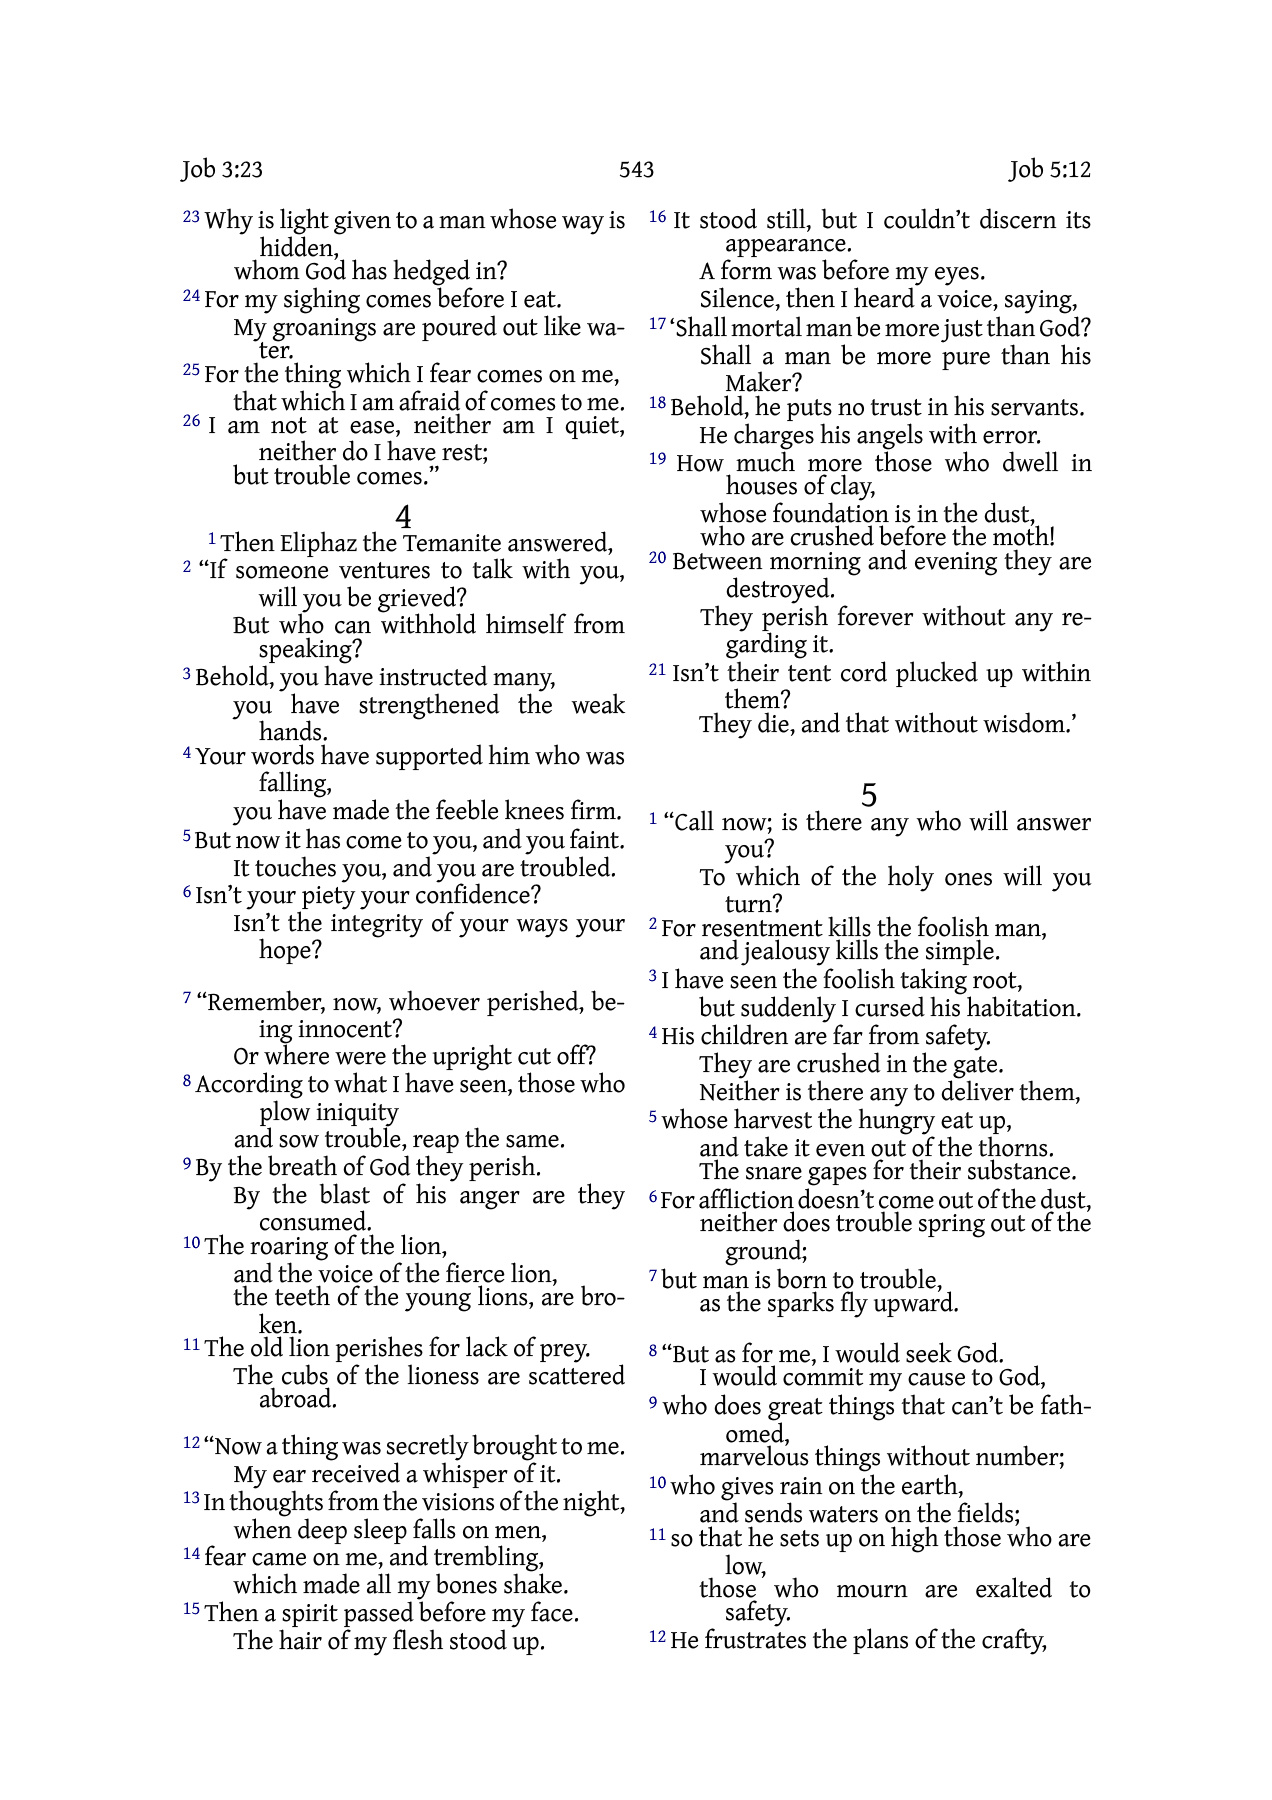 Job 3:23 543 Job 5:12
23 Why is light given to a man whose way is
hidden,
whom God has hedged in?
24 For my sighing comes before I eat.
My groanings are poured out like wa-
ter.
25 For the thing which I fear comes on me,
that which I am afraid of comes to me.
26 I am not at ease, neither am I quiet,
neither do I have rest;
but trouble comes.”
4
1 Then Eliphaz the Temanite answered,
2 “If someone ventures to talk with you,
will you be grieved?
But who can withhold himself from
speaking?
3 Behold, you have instructed many,
you have strengthened the weak
hands.
4 Your words have supported him who was
falling,
you have made the feeble knees firm.
5 But now it has come to you, and you faint.
It touches you, and you are troubled.
6 Isn’t your piety your confidence?
Isn’t the integrity of your ways your
hope?
7 “Remember, now, whoever perished, be-
ing innocent?
Or where were the upright cut off?
8 According to what I have seen, those who
plow iniquity
and sow trouble, reap the same.
9 By the breath of God they perish.
By the blast of his anger are they
consumed.
10 The roaring of the lion,
and the voice of the fierce lion,
the teeth of the young lions, are bro-
ken.
11 The old lion perishes for lack of prey.
The cubs of the lioness are scattered
abroad.
12 “Now a thing was secretly brought to me.
My ear received a whisper of it.
13 In thoughts from the visions of the night,
when deep sleep falls on men,
14 fear came on me, and trembling,
which made all my bones shake.
15 Then a spirit passed before my face.
The hair of my flesh stood up.
16 It stood still, but I couldn’t discern its
appearance.
A form was before my eyes.
Silence, then I heard a voice, saying,
17 ‘Shall mortal man be more just than God?
Shall a man be more pure than his
Maker?
18 Behold, he puts no trust in his servants.
He charges his angels with error.
19 How much more those who dwell in
houses of clay,
whose foundation is in the dust,
who are crushed before the moth!
20 Between morning and evening they are
destroyed.
They perish forever without any re-
garding it.
21 Isn’t their tent cord plucked up within
them?
They die, and that without wisdom.’
5
1 “Call now; is there any who will answer
you?
To which of the holy ones will you
turn?
2 For resentment kills the foolish man,
and jealousy kills the simple.
3 I have seen the foolish taking root,
but suddenly I cursed his habitation.
4 His children are far from safety.
They are crushed in the gate.
Neither is there any to deliver them,
5 whose harvest the hungry eat up,
and take it even out of the thorns.
The snare gapes for their substance.
6 For affliction doesn’t come out of the dust,
neither does trouble spring out of the
ground;
7 but man is born to trouble,
as the sparks fly upward.
8 “But as for me, I would seek God.
I would commit my cause to God,
9 who does great things that can’t be fath-
omed,
marvelous things without number;
10 who gives rain on the earth,
and sends waters on the fields;
11 so that he sets up on high those who are
low,
those who mourn are exalted to
safety.
12 He frustrates the plans of the crafty,